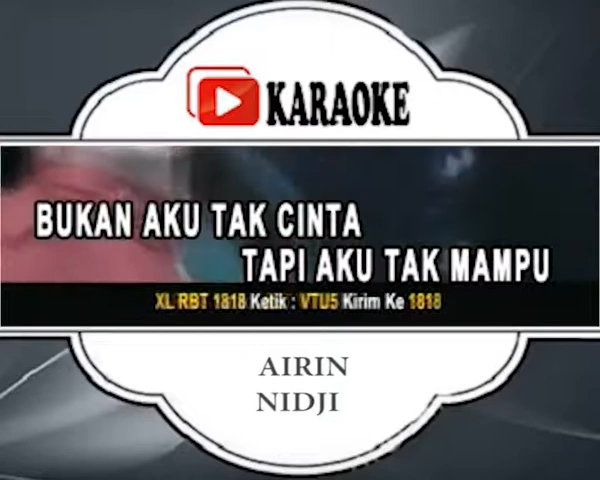 KARAOKE
BUKAN AKU TAK CINTA
TAPI AKU TAK MAMPU
XL RBT 1818 Ketik : VTU5 Kirim Ke 1818
AIRIN
NIDJI